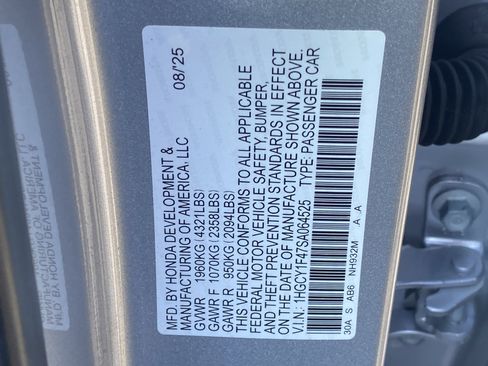 MFD. BY HONDA DEVELOPMENT & 08/'25
MANUFACTURING OF AMERICA, LLC
GVWR 1960KG (4321LBS)
GAWR F 1070KG (2358LBS)
GAWR R 950KG (2094LBS)
THIS VEHICLE CONFORMS TO ALL APPLICABLE
FEDERAL MOTOR VEHICLE SAFETY, BUMPER,
AND THEFT PREVENTION STANDARDS IN EFFECT
ON THE DATE OF MANUFACTURE SHOWN ABOVE.
V.I.N.: 1HGCY1F47SA064525 TYPE: PASSENGER CAR
30A S AB6 NH932M A A